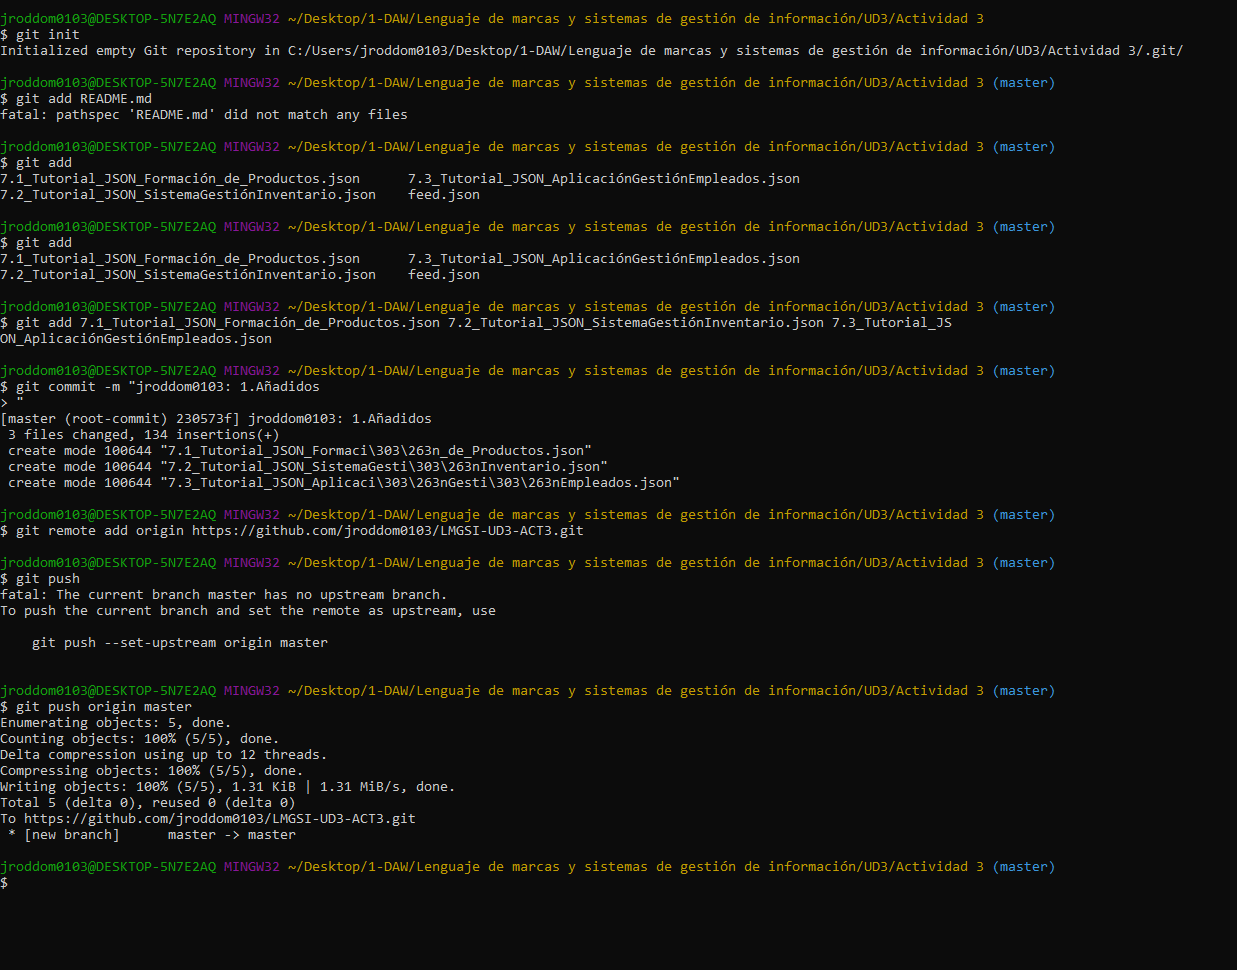 jroddom0103@DESKTOP-5N7E2AQ MINGW32 ~/Desktop/1-DAW/Lenguaje de marcas y sistemas de gestión de información/UD3/Actividad 3
$ git init
Initialized empty Git repository in C:/Users/jroddom0103/Desktop/1-DAW/Lenguaje de marcas y sistemas de gestión de información/UD3/Actividad 3/.git/
jroddom0103@DESKTOP-5N7E2AQ MINGW32 ~/Desktop/1-DAW/Lenguaje de marcas y sistemas de gestión de información/UD3/Actividad 3 (master)
$ git add README.md
fatal: pathspec 'README.md' did not match any files
jroddom0103@DESKTOP-5N7E2AQ MINGW32 ~/Desktop/1-DAW/Lenguaje de marcas y sistemas de gestión de información/UD3/Actividad 3 (master)
$ git add
7.1_Tutorial_JSON_Formación_de_Productos.json      7.3_Tutorial_JSON_AplicaciónGestiónEmpleados.json
7.2_Tutorial_JSON_SistemaGestiónInventario.json    feed.json
jroddom0103@DESKTOP-5N7E2AQ MINGW32 ~/Desktop/1-DAW/Lenguaje de marcas y sistemas de gestión de información/UD3/Actividad 3 (master)
$ git add
7.1_Tutorial_JSON_Formación_de_Productos.json      7.3_Tutorial_JSON_AplicaciónGestiónEmpleados.json
7.2_Tutorial_JSON_SistemaGestiónInventario.json    feed.json
jroddom0103@DESKTOP-5N7E2AQ MINGW32 ~/Desktop/1-DAW/Lenguaje de marcas y sistemas de gestión de información/UD3/Actividad 3 (master)
$ git add 7.1_Tutorial_JSON_Formación_de_Productos.json 7.2_Tutorial_JSON_SistemaGestiónInventario.json 7.3_Tutorial_JS
ON_AplicaciónGestiónEmpleados.json
jroddom0103@DESKTOP-5N7E2AQ MINGW32 ~/Desktop/1-DAW/Lenguaje de marcas y sistemas de gestión de información/UD3/Actividad 3 (master)
$ git commit -m "jroddom0103: 1.Añadidos
> "
[master (root-commit) 230573f] jroddom0103: 1.Añadidos
 3 files changed, 134 insertions(+)
 create mode 100644 "7.1_Tutorial_JSON_Formaci\303\263n_de_Productos.json"
 create mode 100644 "7.2_Tutorial_JSON_SistemaGesti\303\263nInventario.json"
 create mode 100644 "7.3_Tutorial_JSON_Aplicaci\303\263nGesti\303\263nEmpleados.json"
jroddom0103@DESKTOP-5N7E2AQ MINGW32 ~/Desktop/1-DAW/Lenguaje de marcas y sistemas de gestión de información/UD3/Actividad 3 (master)
$ git remote add origin https://github.com/jroddom0103/LMGSI-UD3-ACT3.git
jroddom0103@DESKTOP-5N7E2AQ MINGW32 ~/Desktop/1-DAW/Lenguaje de marcas y sistemas de gestión de información/UD3/Actividad 3 (master)
$ git push
fatal: The current branch master has no upstream branch.
To push the current branch and set the remote as upstream, use
    git push --set-upstream origin master
jroddom0103@DESKTOP-5N7E2AQ MINGW32 ~/Desktop/1-DAW/Lenguaje de marcas y sistemas de gestión de información/UD3/Actividad 3 (master)
$ git push origin master
Enumerating objects: 5, done.
Counting objects: 100% (5/5), done.
Delta compression using up to 12 threads.
Compressing objects: 100% (5/5), done.
Writing objects: 100% (5/5), 1.31 KiB | 1.31 MiB/s, done.
Total 5 (delta 0), reused 0 (delta 0)
To https://github.com/jroddom0103/LMGSI-UD3-ACT3.git
 * [new branch]      master -> master
jroddom0103@DESKTOP-5N7E2AQ MINGW32 ~/Desktop/1-DAW/Lenguaje de marcas y sistemas de gestión de información/UD3/Actividad 3 (master)
$